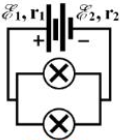 ℰ₁, r₁ ℰ₂, r₂
+ −